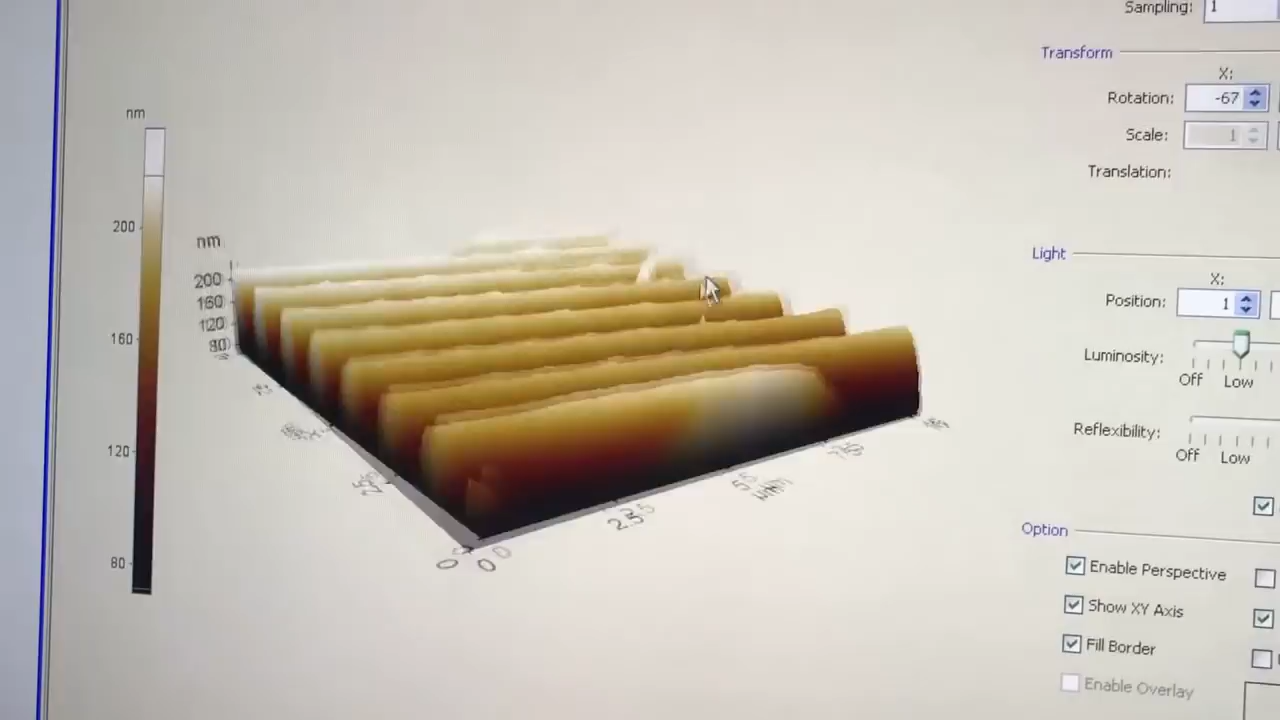 Sampling: 1
Transform
X:
Rotation: -67
Scale: 1
Translation:
Light
X:
Position: 1
Luminosity:
Off Low
Reflexibility:
Off Low
Option
Enable Perspective
Show XY Axis
Fill Border
Enable Overlay
nm
200
160
120
80
nm
200
160
120
80
0
0
2.5